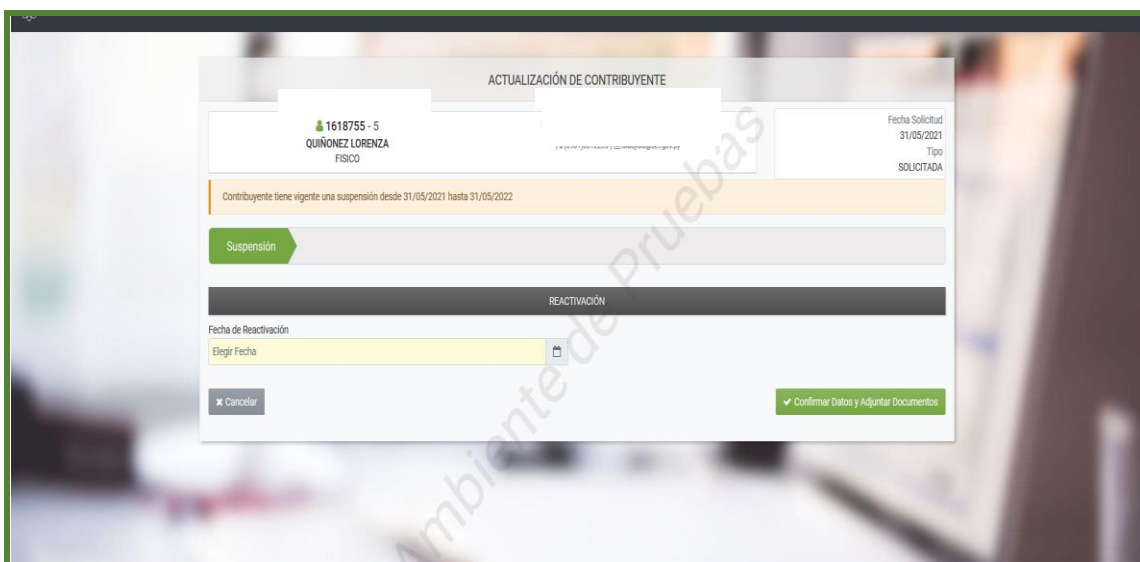 ACTUALIZACIÓN DE CONTRIBUYENTE
1618755 - 5
QUIÑONEZ LORENZA
FISICO
Fecha Solicitud
31/05/2021
Tipo
SOLICITADA
Contribuyente tiene vigente una suspensión desde 31/05/2021 hasta 31/05/2022
Suspensión
REACTIVACIÓN
Fecha de Reactivación
Elegir Fecha
Cancelar
Confirmar Datos y Adjuntar Documentos
Ambiente de Pruebas